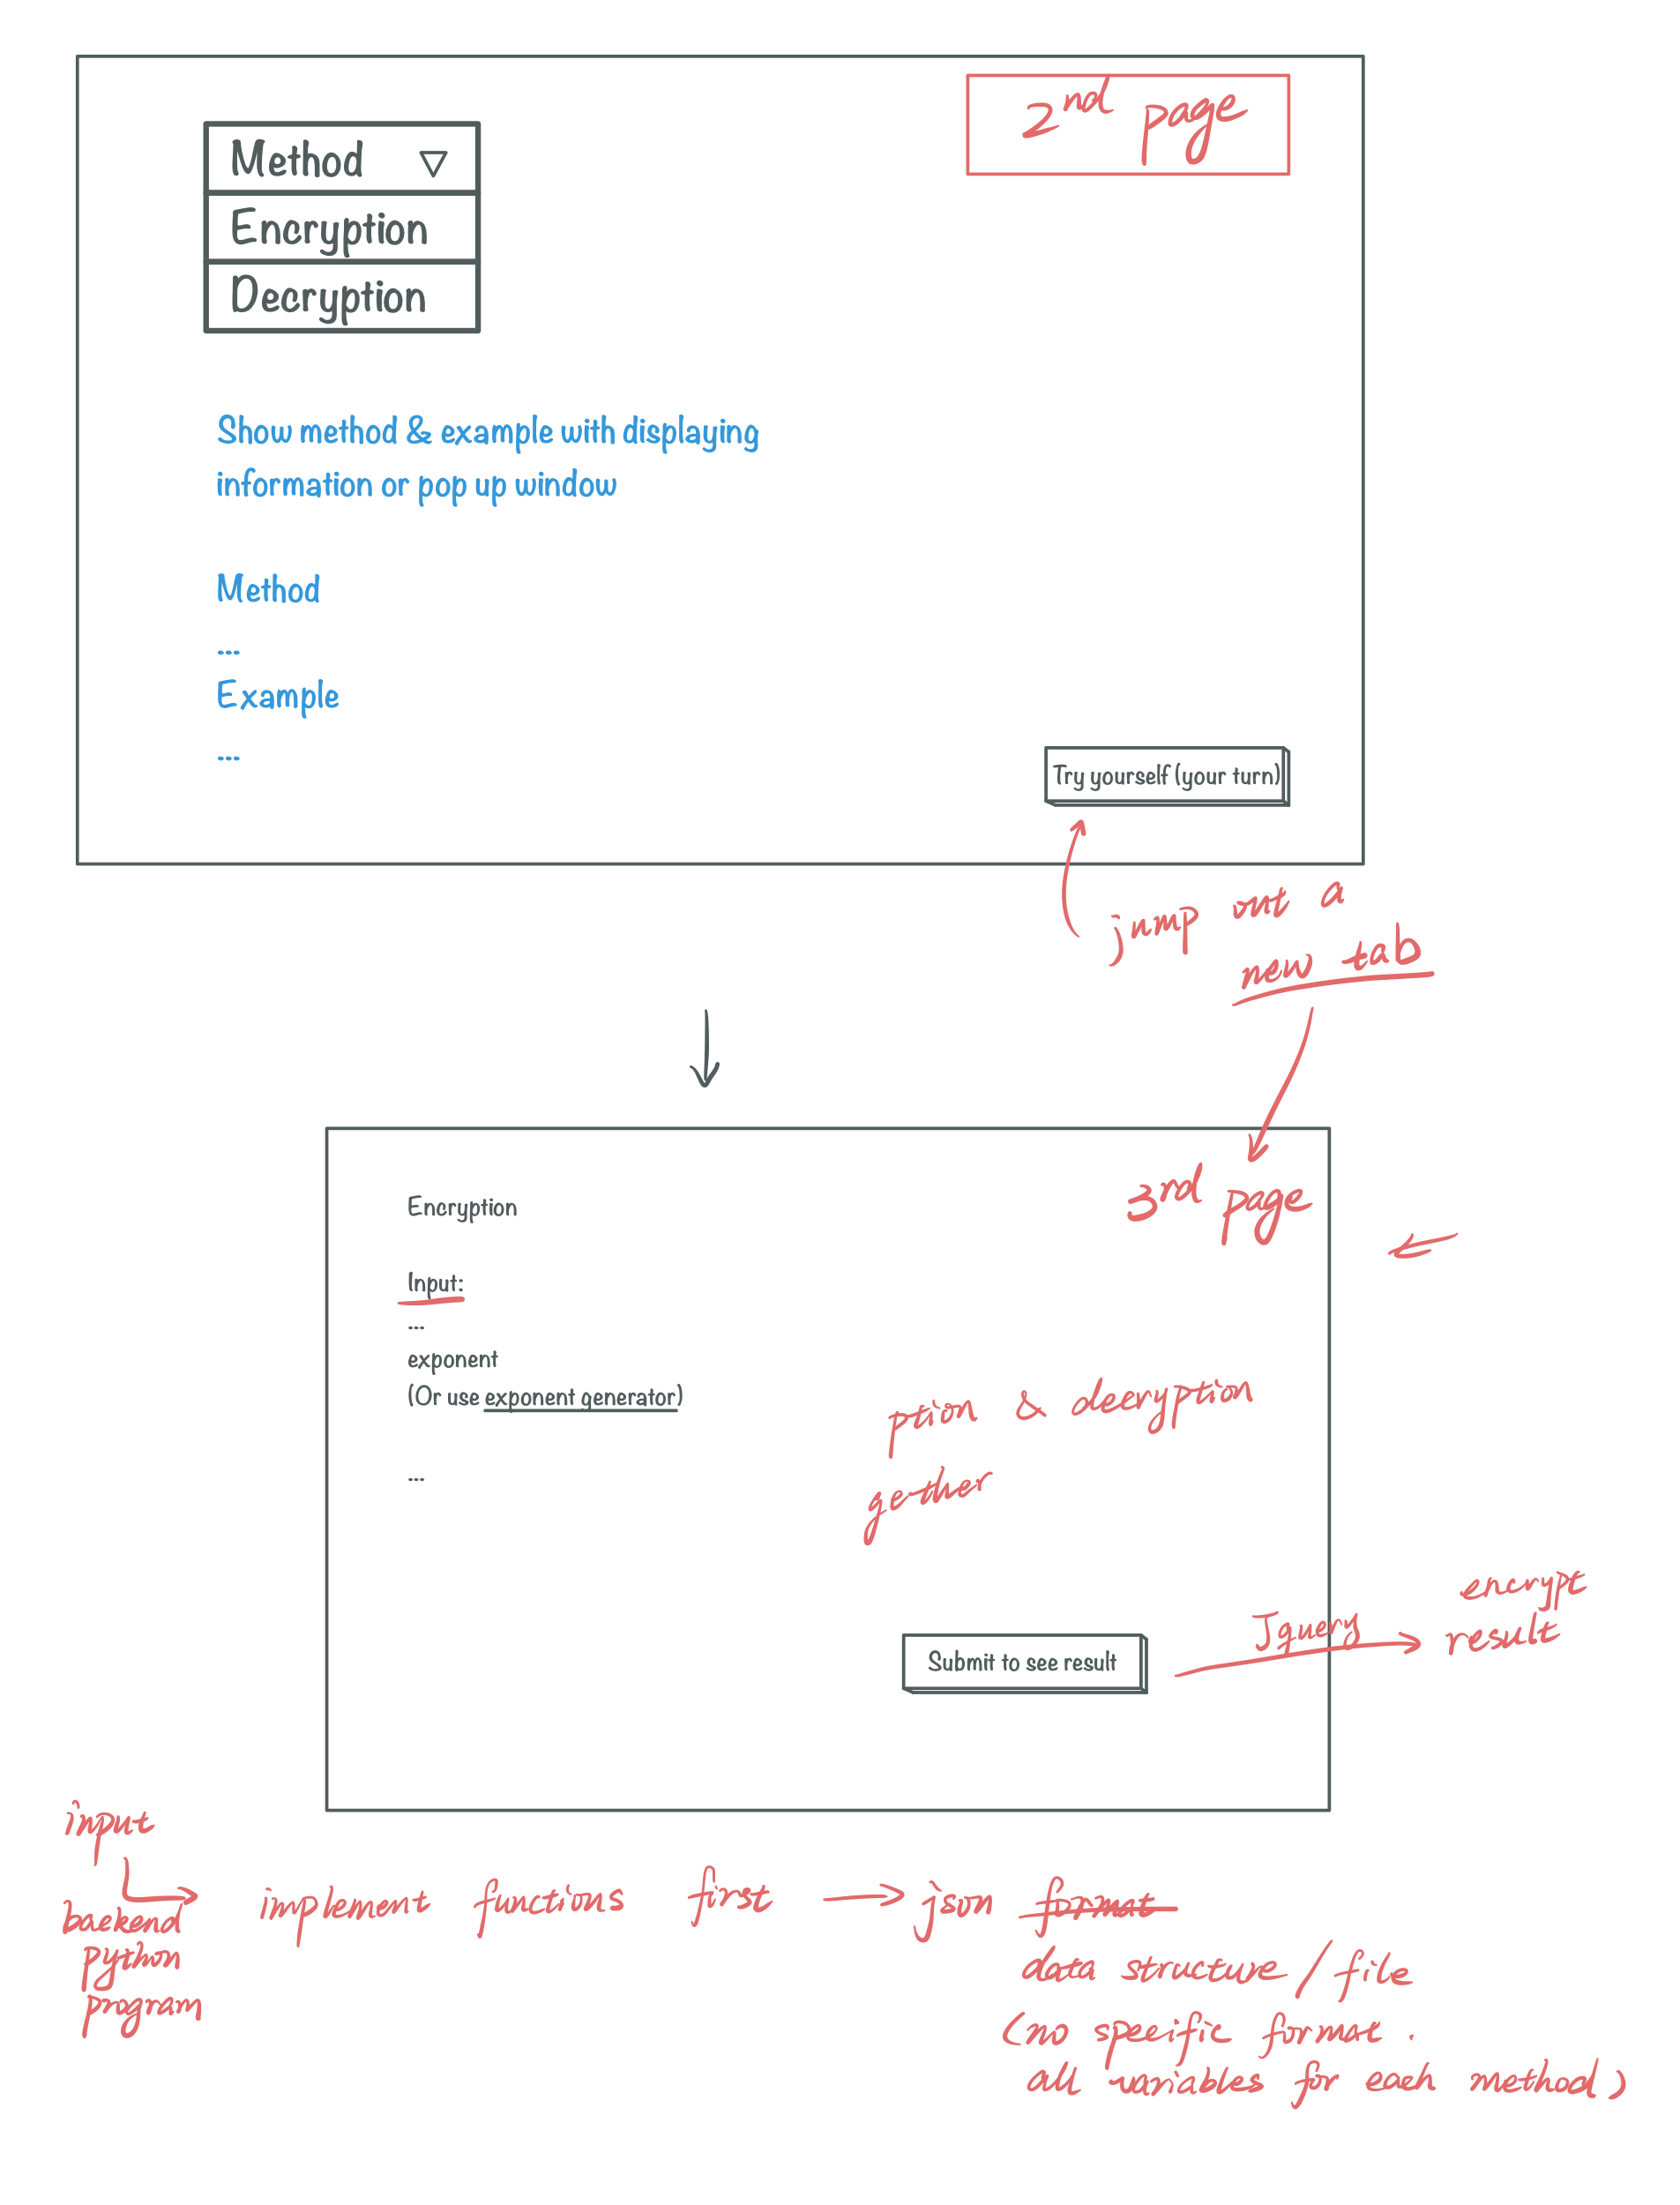 2nd page
Method
Encryption
Decryption
Show method & example with displaying
information or pop up window
Method
...
Example
...
Try yourself (your turn)
jump out a
new tab
3rd page
Encryption
Input:
...
exponent
(Or use exponent generator)
...
ption & decryption
gether
Submit to see result
Jquery
encrypt
result
input
backend
python
program
implement functions first
json format
data structure / file
(no specific format.
all variables for each method)